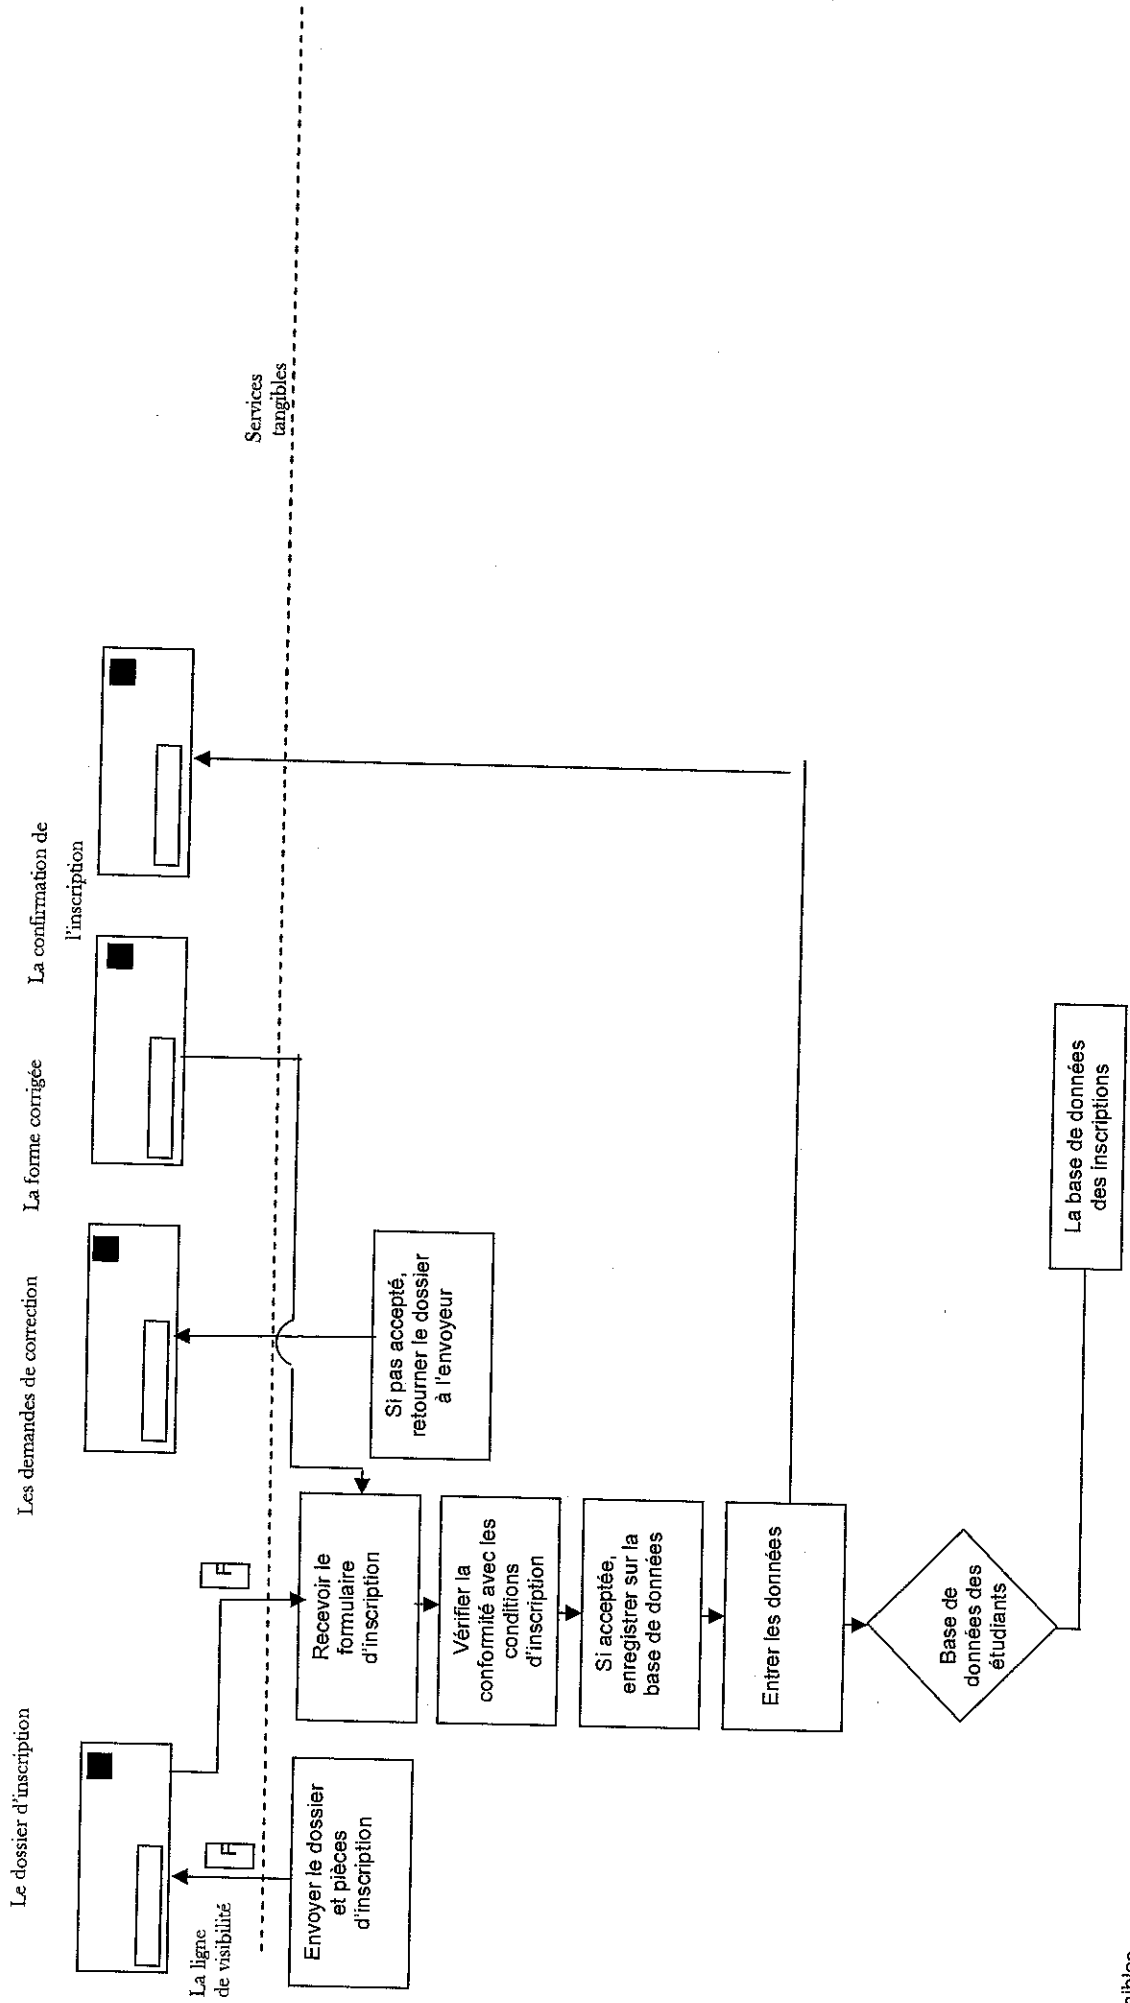 Le dossier d'inscription
Les demandes de correction
La forme corrigée
La confirmation de
l'inscription
La ligne
de visibilité
F
F
Services
tangibles
Envoyer le dossier
et pièces
d'inscription
Recevoir le
formulaire
d'inscription
Si pas accepté,
retourner le dossier
à l'envoyeur
Vérifier la
conformité avec les
conditions
d'inscription
Si acceptée,
enregistrer sur la
base de données
Entrer les données
Base de
données des
étudiants
La base de données
des inscriptions